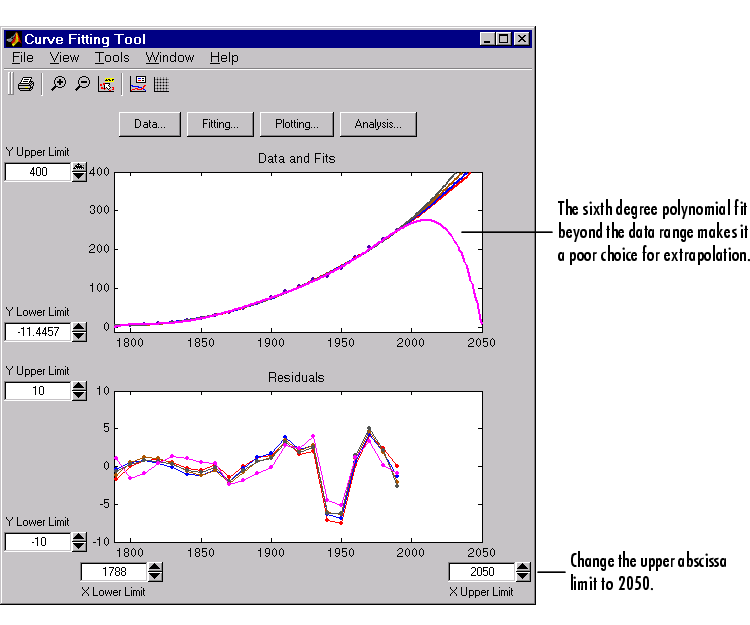 Curve Fitting Tool
File View Tools Window Help
Data... Fitting... Plotting... Analysis...
Y Upper Limit
400
Y Lower Limit
-11.4457
Data and Fits
400
300
200
100
0
1800 1850 1900 1950 2000 2050
The sixth degree polynomial fit
beyond the data range makes it
a poor choice for extrapolation.
Y Upper Limit
10
Y Lower Limit
-10
Residuals
10
5
0
-5
-10
1800 1850 1900 1950 2000 2050
1788
X Lower Limit
2050
X Upper Limit
Change the upper abscissa
limit to 2050.